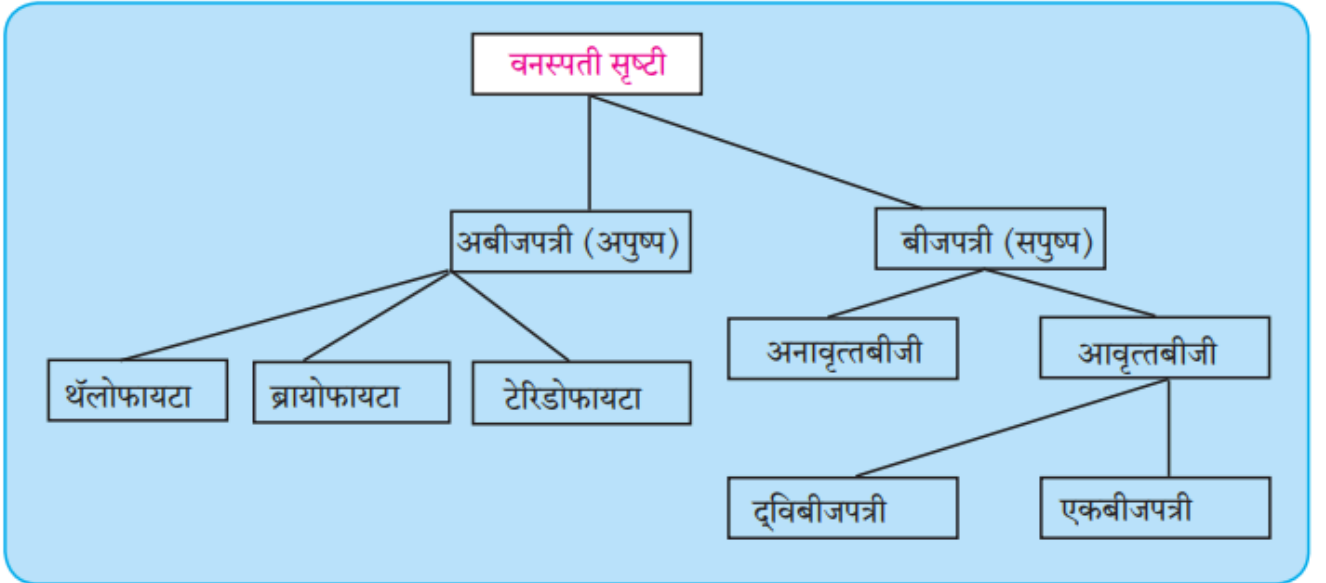 वनस्पती सृष्टी
अबीजपत्री (अपुष्प)
बीजपत्री (सपुष्प)
थॅलोफायटा
ब्रायोफायटा
टेरिडोफायटा
अनावृत्तबीजी
आवृत्तबीजी
द्विबीजपत्री
एकबीजपत्री